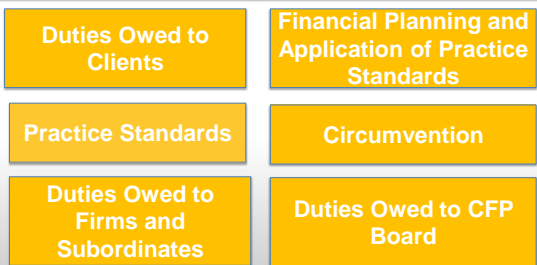 Duties Owed to
Clients
Financial Planning and
Application of Practice
Standards
Practice Standards
Circumvention
Duties Owed to
Firms and
Subordinates
Duties Owed to CFP
Board